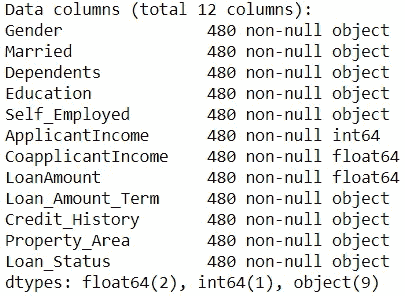 Data columns (total 12 columns):
Gender 480 non-null object
Married 480 non-null object
Dependents 480 non-null object
Education 480 non-null object
Self_Employed 480 non-null object
ApplicantIncome 480 non-null int64
CoapplicantIncome 480 non-null float64
LoanAmount 480 non-null float64
Loan_Amount_Term 480 non-null object
Credit_History 480 non-null object
Property_Area 480 non-null object
Loan_Status 480 non-null object
dtypes: float64(2), int64(1), object(9)